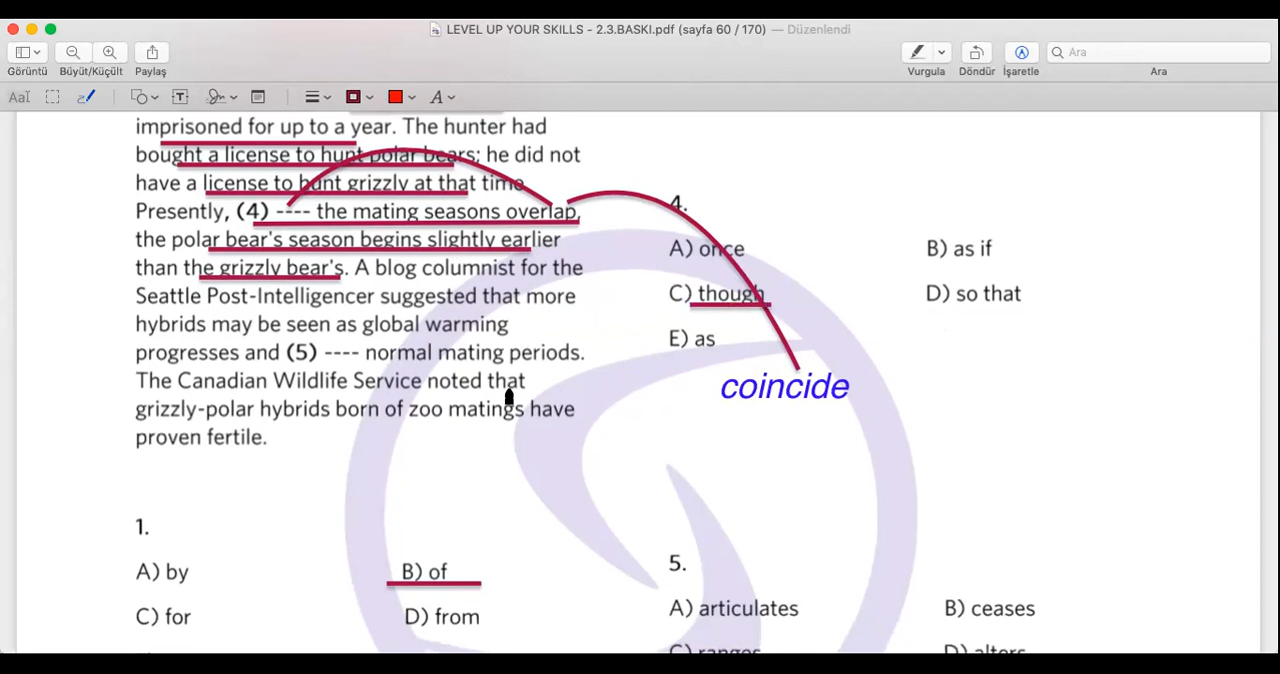 LEVEL UP YOUR SKILLS - 2.3.BASKI.pdf (sayfa 60 / 170) — Düzenlendi
Ara
Görüntü Büyüt/Küçült Paylaş Vurgula Döndür İşaretle Ara
AaI T A
imprisoned for up to a year. The hunter had
bought a license to hunt polar bears; he did not
have a license to hunt grizzly at that time.
Presently, (4) ---- the mating seasons overlap,
the polar bear's season begins slightly earlier
than the grizzly bear's. A blog columnist for the
Seattle Post-Intelligencer suggested that more
hybrids may be seen as global warming
progresses and (5) ---- normal mating periods.
The Canadian Wildlife Service noted that
grizzly-polar hybrids born of zoo matings have
proven fertile.
1.
A) by B) of
C) for D) from
4.
A) once B) as if
C) though D) so that
E) as
coincide
5.
A) articulates B) ceases
C) ranges D) alters